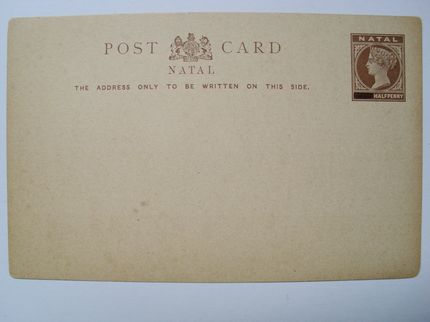 POST CARD
NATAL
THE ADDRESS ONLY TO BE WRITTEN ON THIS SIDE.
NATAL
HALFPENNY